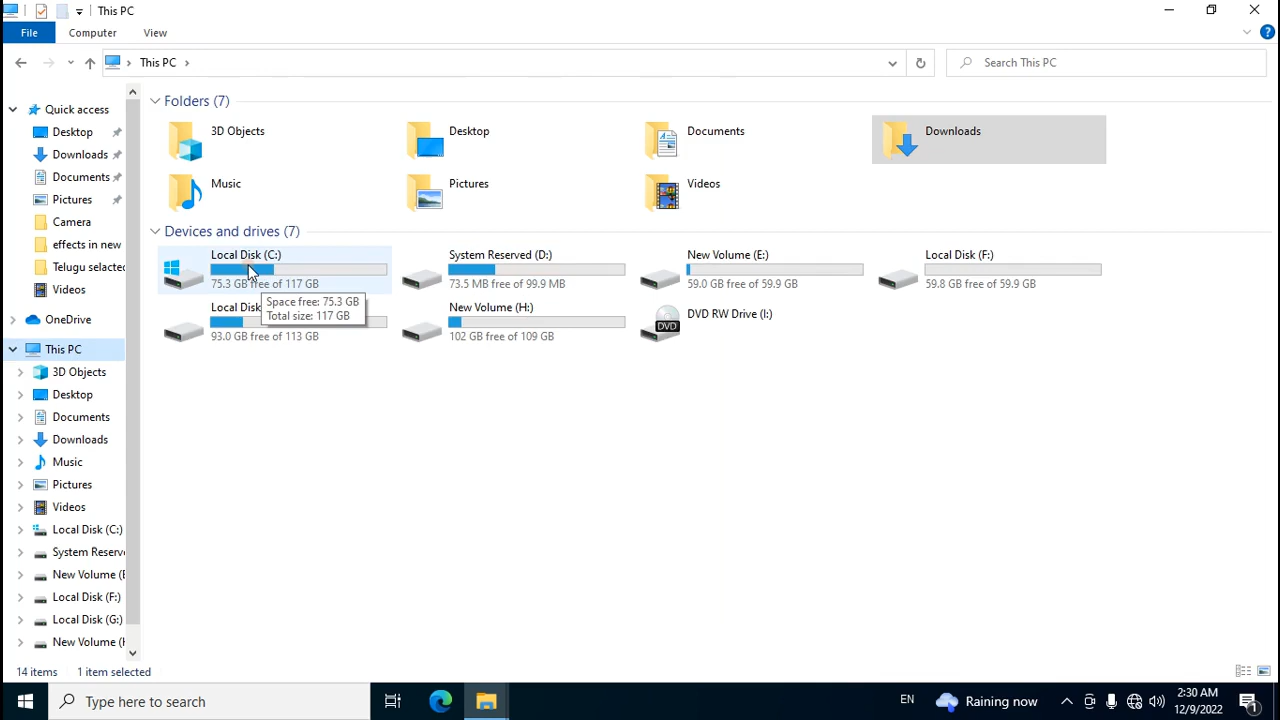 This PC
File Computer View
This PC Search This PC
Quick access
Desktop
Downloads
Documents
Pictures
Camera
effects in new
Telugu selected
Videos
OneDrive
This PC
3D Objects
Desktop
Documents
Downloads
Music
Pictures
Videos
Local Disk (C:)
System Reserv
New Volume (E
Local Disk (F:)
Local Disk (G:)
New Volume (H
Folders (7)
3D Objects Desktop Documents Downloads
Music Pictures Videos
Devices and drives (7)
Local Disk (C:) System Reserved (D:) New Volume (E:) Local Disk (F:)
75.3 GB free of 117 GB 73.5 MB free of 99.9 MB 59.0 GB free of 59.9 GB 59.8 GB free of 59.9 GB
Space free: 75.3 GB
Total size: 117 GB
Local Disk New Volume (H:) DVD RW Drive (I:)
DVD
93.0 GB free of 113 GB 102 GB free of 109 GB
14 items 1 item selected
Type here to search EN Raining now 2:30 AM
12/9/2022
1